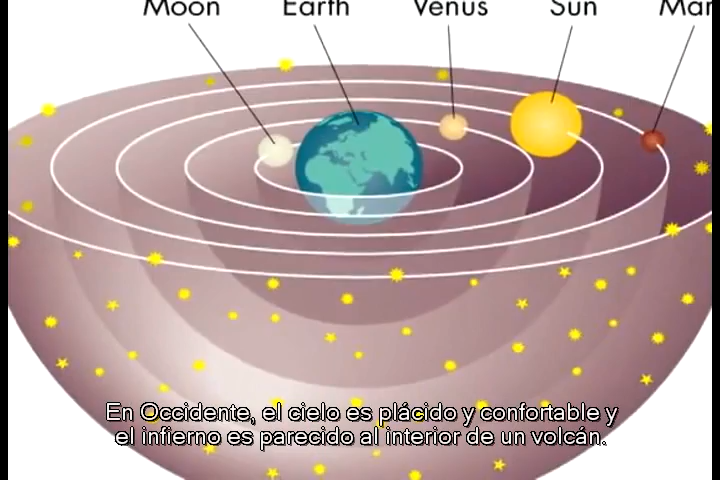 Moon Earth Venus Sun Mar
En Occidente, el cielo es plácido y confortable y
el infierno es parecido al interior de un volcán.